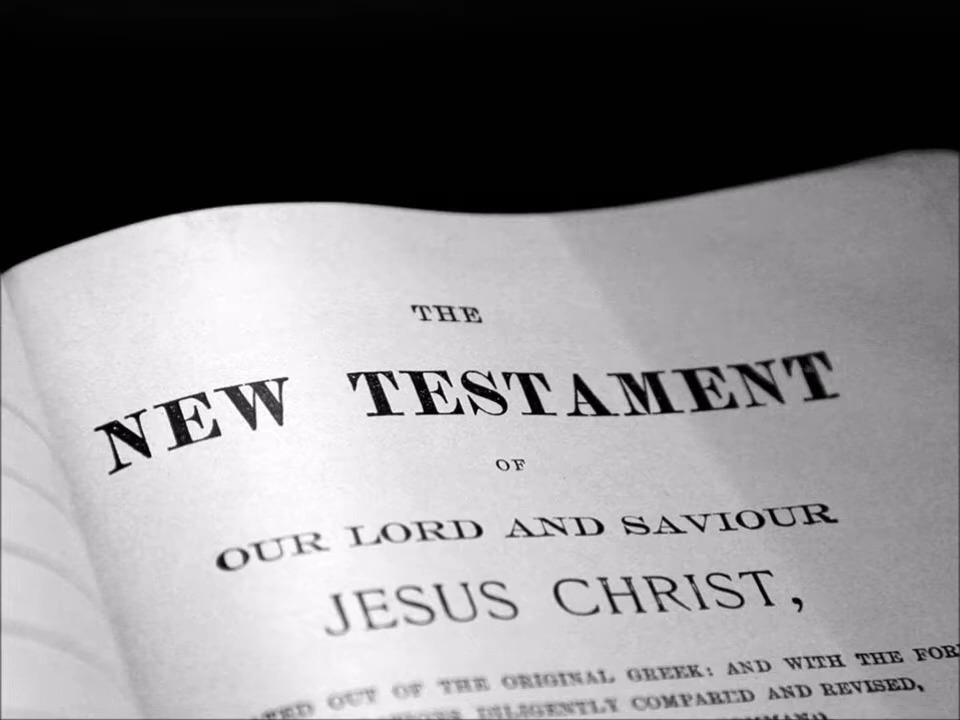 THE
NEW TESTAMENT
OF
OUR LORD AND SAVIOUR
JESUS CHRIST,
OUT OF THE ORIGINAL GREEK: AND WITH THE
DILIGENTLY COMPARED AND REVISED,